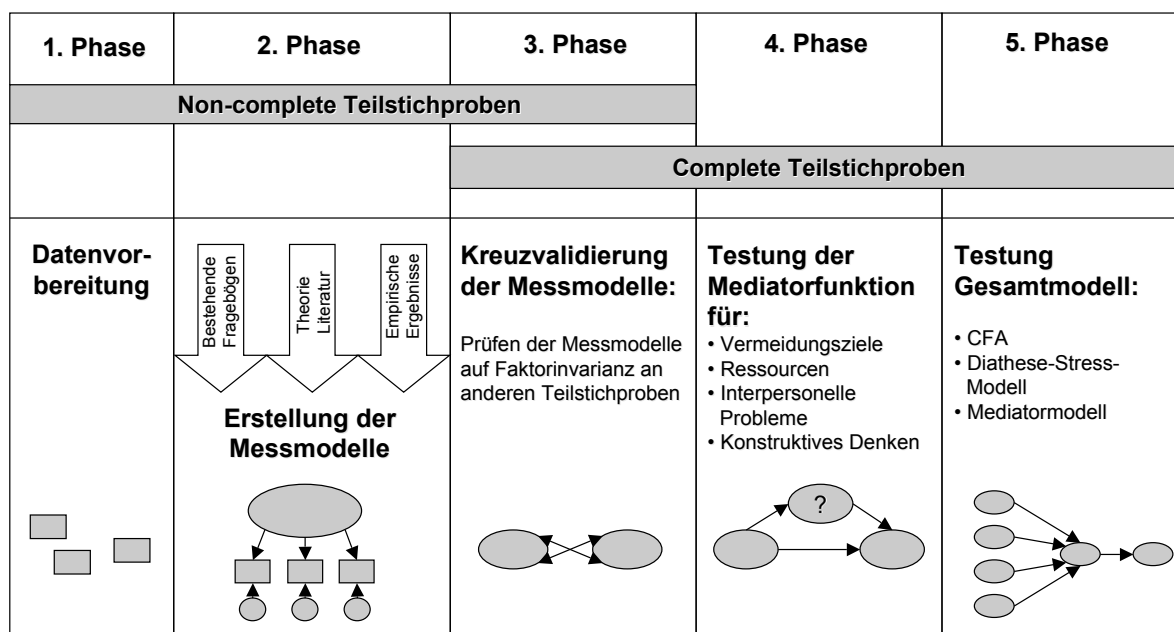 1. Phase
2. Phase
3. Phase
4. Phase
5. Phase
Non-complete Teilstichproben
Complete Teilstichproben
Datenvor-
bereitung
Bestehende
Fragebögen
Theorie
Literatur
Empirische
Ergebnisse
Erstellung der
Messmodelle
Kreuzvalidierung
der Messmodelle:
Prüfen der Messmodelle
auf Faktorinvarianz an
anderen Teilstichproben
Testung der
Mediatorfunktion
für:
• Vermeidungsziele
• Ressourcen
• Interpersonelle
Probleme
• Konstruktives Denken
?
Testung
Gesamtmodell:
• CFA
• Diathese-Stress-
Modell
• Mediatormodell